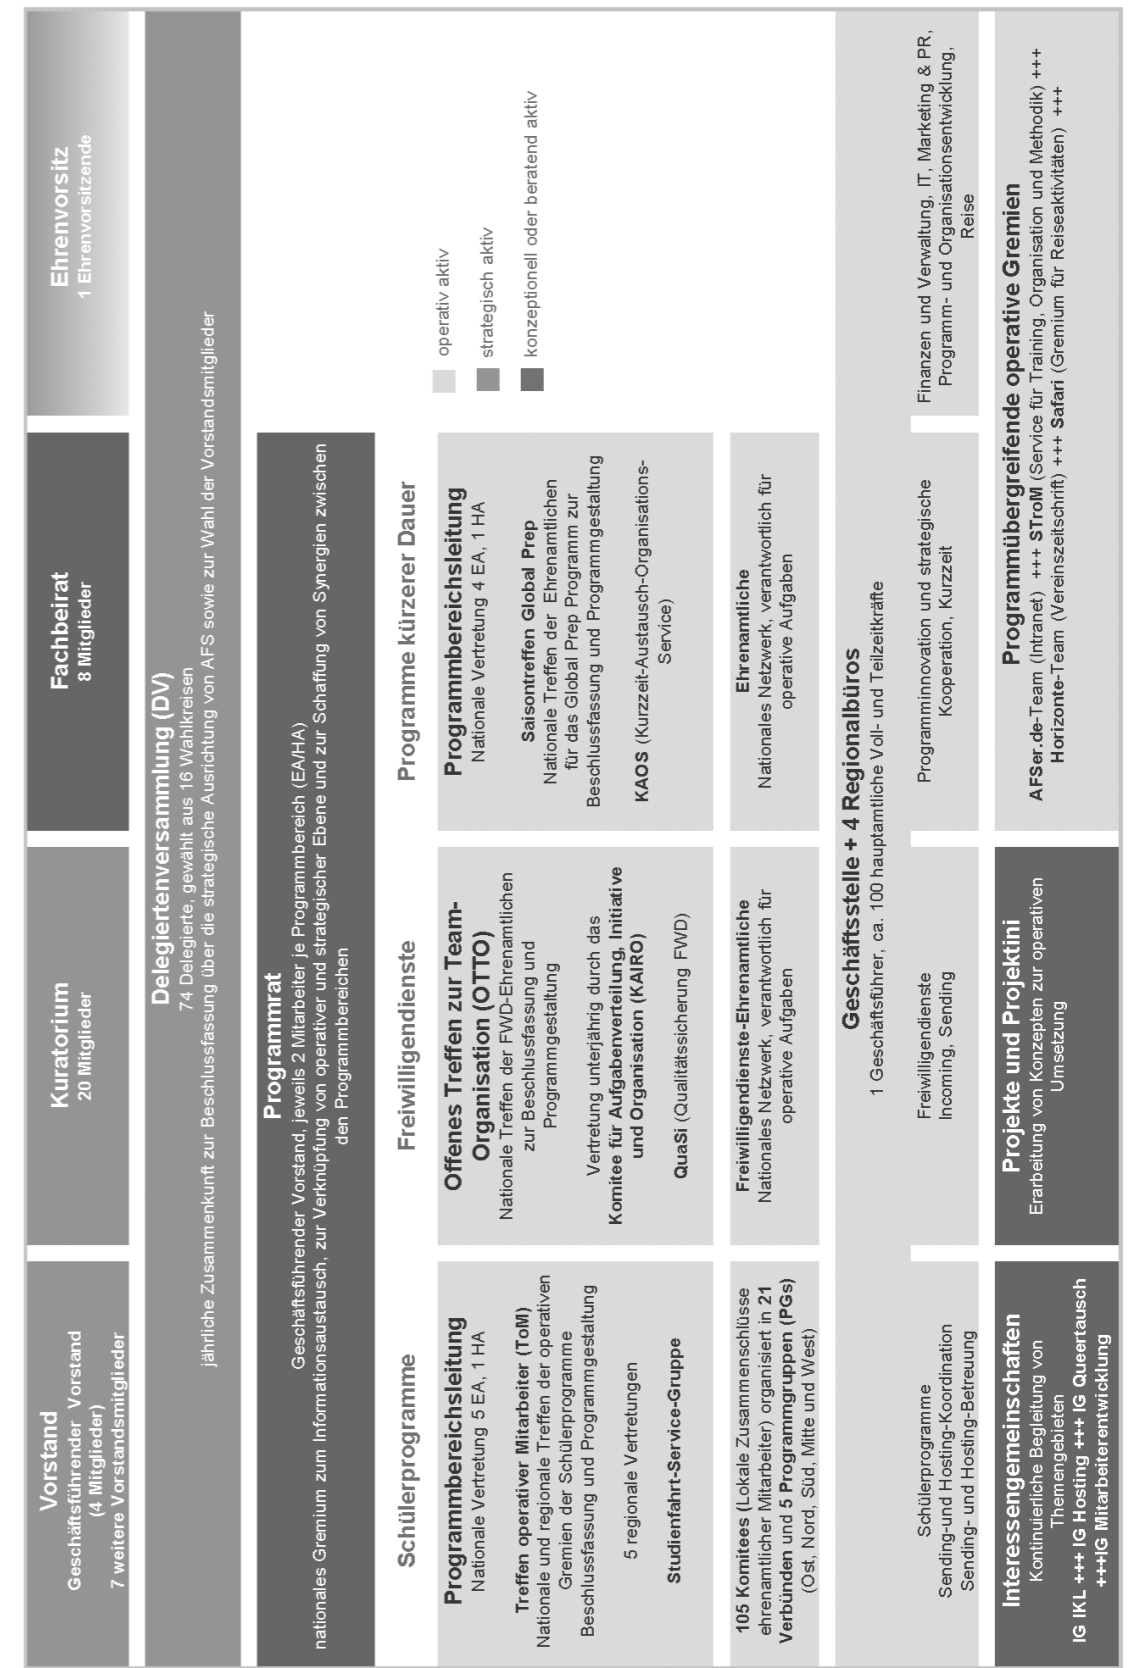 Vorstand
Geschäftsführender Vorstand
(4 Mitglieder)
7 weitere Vorstandsmitglieder
Kuratorium
20 Mitglieder
Fachbeirat
8 Mitglieder
Ehrenvorsitz
1 Ehrenvorsitzende
Delegiertenversammlung (DV)
74 Delegierte, gewählt aus 16 Wahlkreisen
jährliche Zusammenkunft zur Beschlussfassung über die strategische Ausrichtung von AFS sowie zur Wahl der Vorstandsmitglieder
Programmrat
Geschäftsführender Vorstand, jeweils 2 Mitarbeiter je Programmbereich (EA/HA)
nationales Gremium zum Informationsaustausch, zur Verknüpfung von operativer und strategischer Ebene und zur Schaffung von Synergien zwischen
den Programmbereichen
operativ aktiv
strategisch aktiv
konzeptionell oder beratend aktiv
Schülerprogramme
Programmbereichsleitung
Nationale Vertretung 5 EA, 1 HA
Treffen operativer Mitarbeiter (ToM)
Nationale und regionale Treffen der operativen
Gremien der Schülerprogramme
Beschlussfassung und Programmgestaltung
5 regionale Vertretungen
Studienfahrt-Service-Gruppe
105 Komitees (Lokale Zusammenschlüsse
ehrenamtlicher Mitarbeiter) organisiert in 21
Verbünden und 5 Programmgruppen (PGs)
(Ost, Nord, Süd, Mitte und West)
Freiwilligendienste
Offenes Treffen zur Team-
Organisation (OTTO)
Nationale Treffen der FWD-Ehrenamtlichen
zur Beschlussfassung und
Programmgestaltung
Vertretung unterjährig durch das
Komitee für Aufgabenverteilung, Initiative
und Organisation (KAIRO)
QuaSi (Qualitätssicherung FWD)
Freiwilligendienste-Ehrenamtliche
Nationales Netzwerk, verantwortlich für
operative Aufgaben
Programme kürzerer Dauer
Programmbereichsleitung
Nationale Vertretung 4 EA, 1 HA
Saisontreffen Global Prep
Nationale Treffen der Ehrenamtlichen
für das Global Prep Programm zur
Beschlussfassung und Programmgestaltung
KAOS (Kurzzeit-Austausch-Organisations-
Service)
Ehrenamtliche
Nationales Netzwerk, verantwortlich für
operative Aufgaben
Geschäftsstelle + 4 Regionalbüros
1 Geschäftsführer, ca. 100 hauptamtliche Voll- und Teilzeitkräfte
Schülerprogramme
Sending-und Hosting-Koordination
Sending- und Hosting-Betreuung
Freiwilligendienste
Incoming, Sending
Programminnovation und strategische
Kooperation, Kurzzeit
Finanzen und Verwaltung, IT, Marketing & PR,
Programm- und Organisationsentwicklung,
Reise
Interessengemeinschaften
Kontinuierliche Begleitung von
Themengebieten
IG IKL +++ IG Hosting +++ IG Queertausch
+++IG Mitarbeiterentwicklung
Projekte und Projektini
Erarbeitung von Konzepten zur operativen
Umsetzung
Programmübergreifende operative Gremien
AFSer.de-Team (Intranet) +++ STroM (Service für Training, Organisation und Methodik) +++
Horizonte-Team (Vereinszeitschrift) +++ Safari (Gremium für Reiseaktivitäten) +++